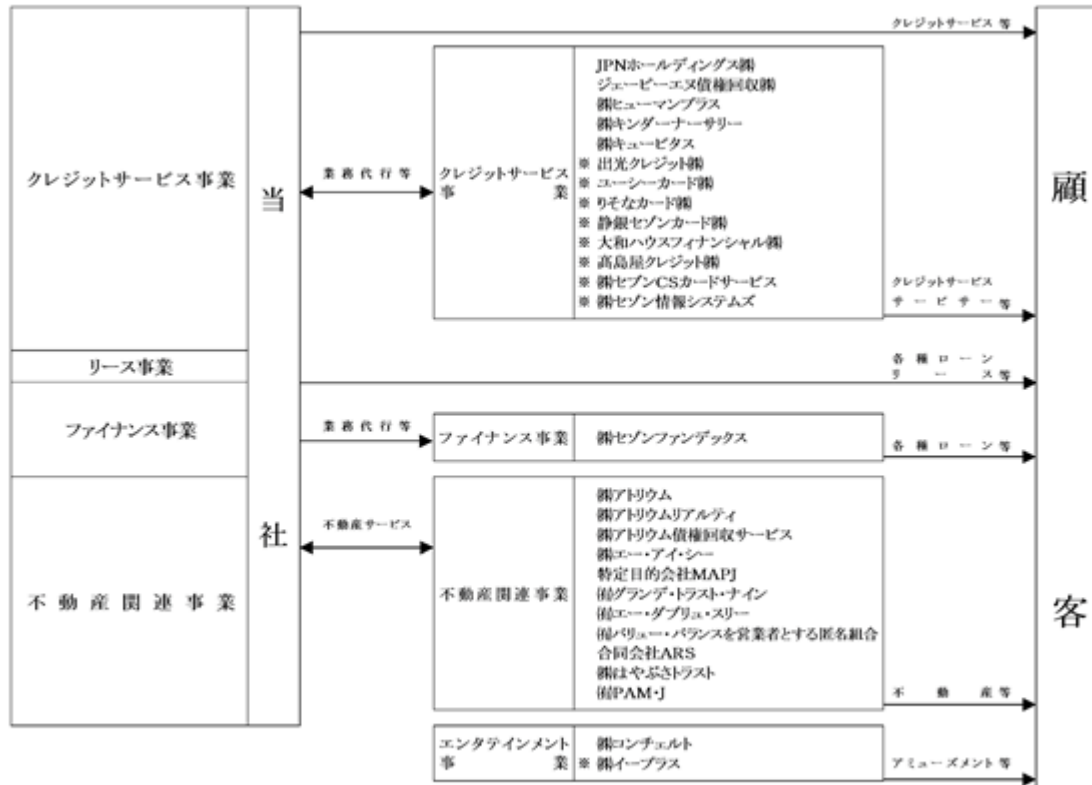 クレジットサービス事業
リース事業
ファイナンス事業
不動産関連事業
当
社
クレジットサービス等
業務代行等
クレジットサービス
事業
JPNホールディングス㈱
ジェーピーエヌ債権回収㈱
㈱ヒューマンプラス
㈱キンダーナーサリー
㈱キュービタス
※ 出光クレジット㈱
※ ユーシーカード㈱
※ りそなカード㈱
※ 静銀セゾンカード㈱
※ 大和ハウスフィナンシャル㈱
※ 髙島屋クレジット㈱
※ ㈱セブンCSカードサービス
※ ㈱セゾン情報システムズ
クレジットサービス
サービサー等
各種ローン
リース等
業務代行等
ファイナンス事業
㈱セゾンファンデックス
各種ローン等
不動産サービス
不動産関連事業
㈱アトリウム
㈱アトリウムリアルティ
㈱アトリウム債権回収サービス
㈱エー・アイ・シー
特定目的会社MAPJ
㈲グランデ・トラスト・ナイン
㈲エー・ダブリュ・スリー
㈲バリュー・バランスを営業者とする匿名組合
合同会社ARS
㈱はやぶさトラスト
㈲PAM・J
不動産等
エンタテインメント
事業
㈱コンチェルト
※ ㈱イープラス
アミューズメント等
顧
客